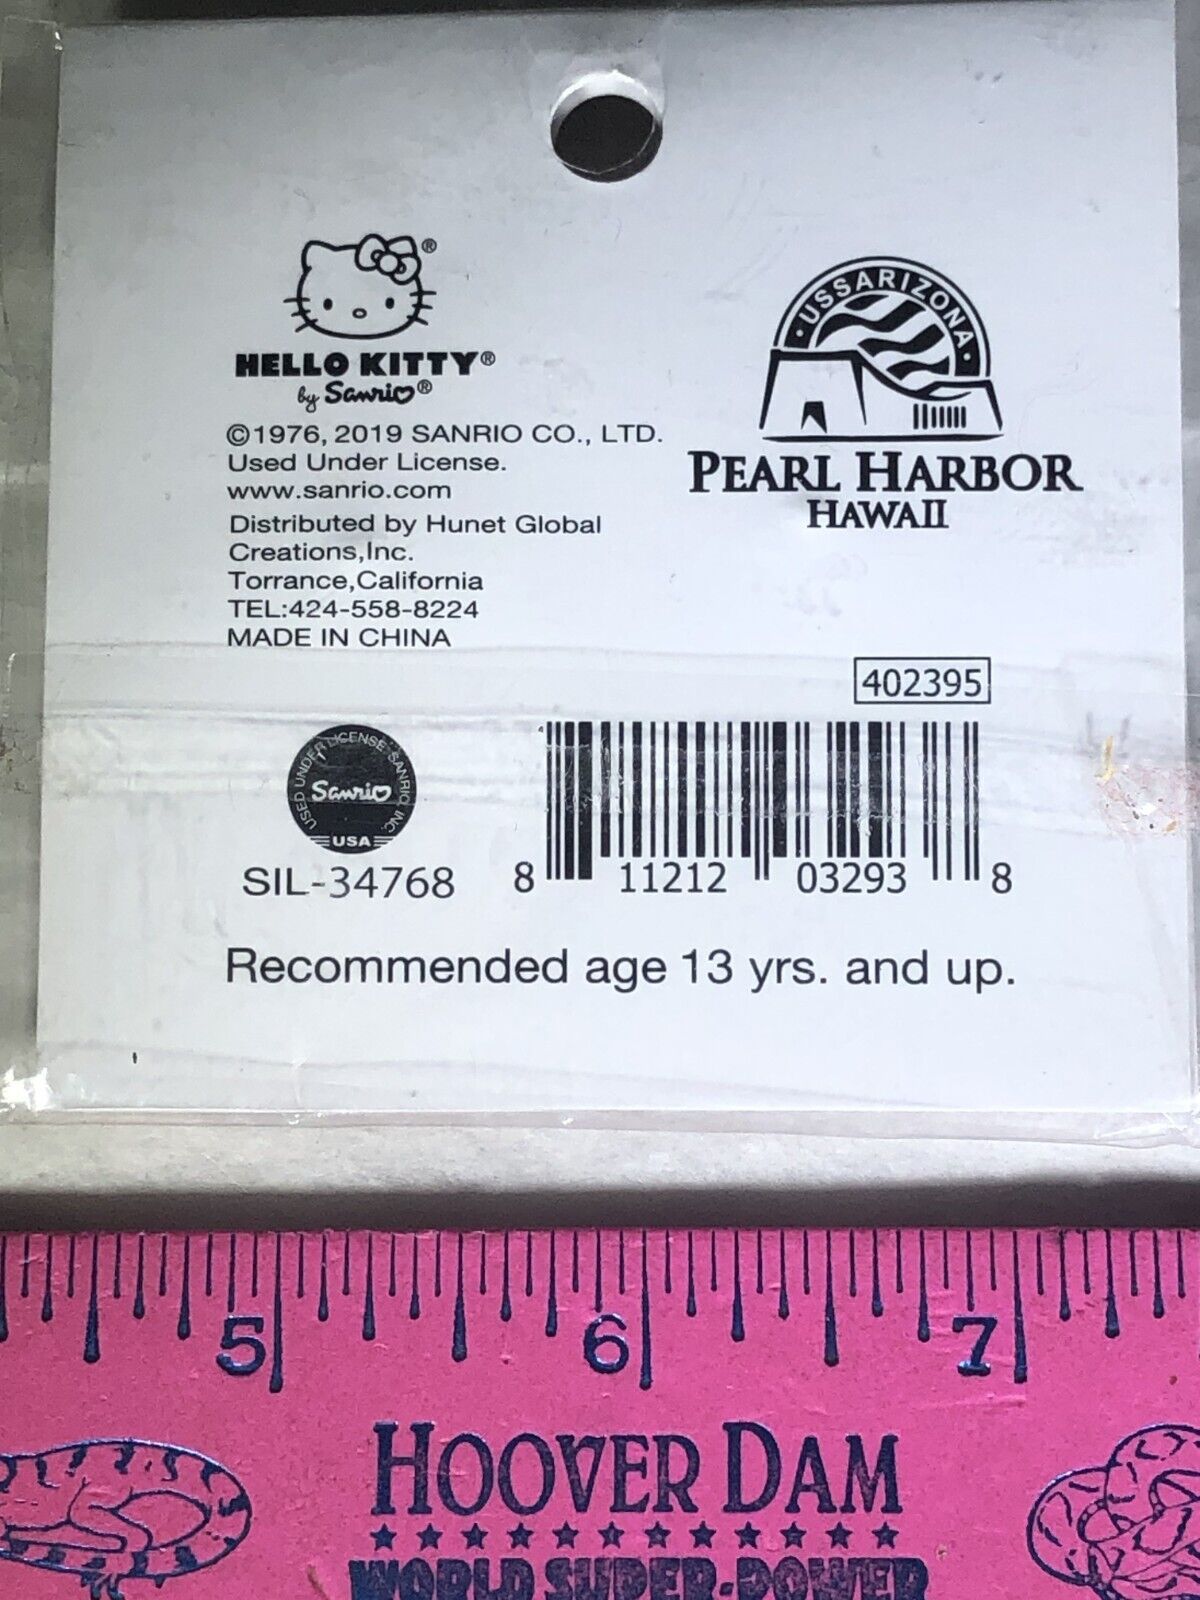 HELLO KITTY®
by Sanrio®
©1976, 2019 SANRIO CO., LTD.
Used Under License.
www.sanrio.com
Distributed by Hunet Global
Creations,Inc.
Torrance,California
TEL:424-558-8224
MADE IN CHINA
·USSARIZONA·
PEARL HARBOR
HAWAII
402395
USED UNDER LICENSE·SANRIO, INC.
Sanrio
USA
SIL-34768
8 11212 03293 8
Recommended age 13 yrs. and up.
5 6 7
HOOVER DAM
WORLD SUPER-POWER